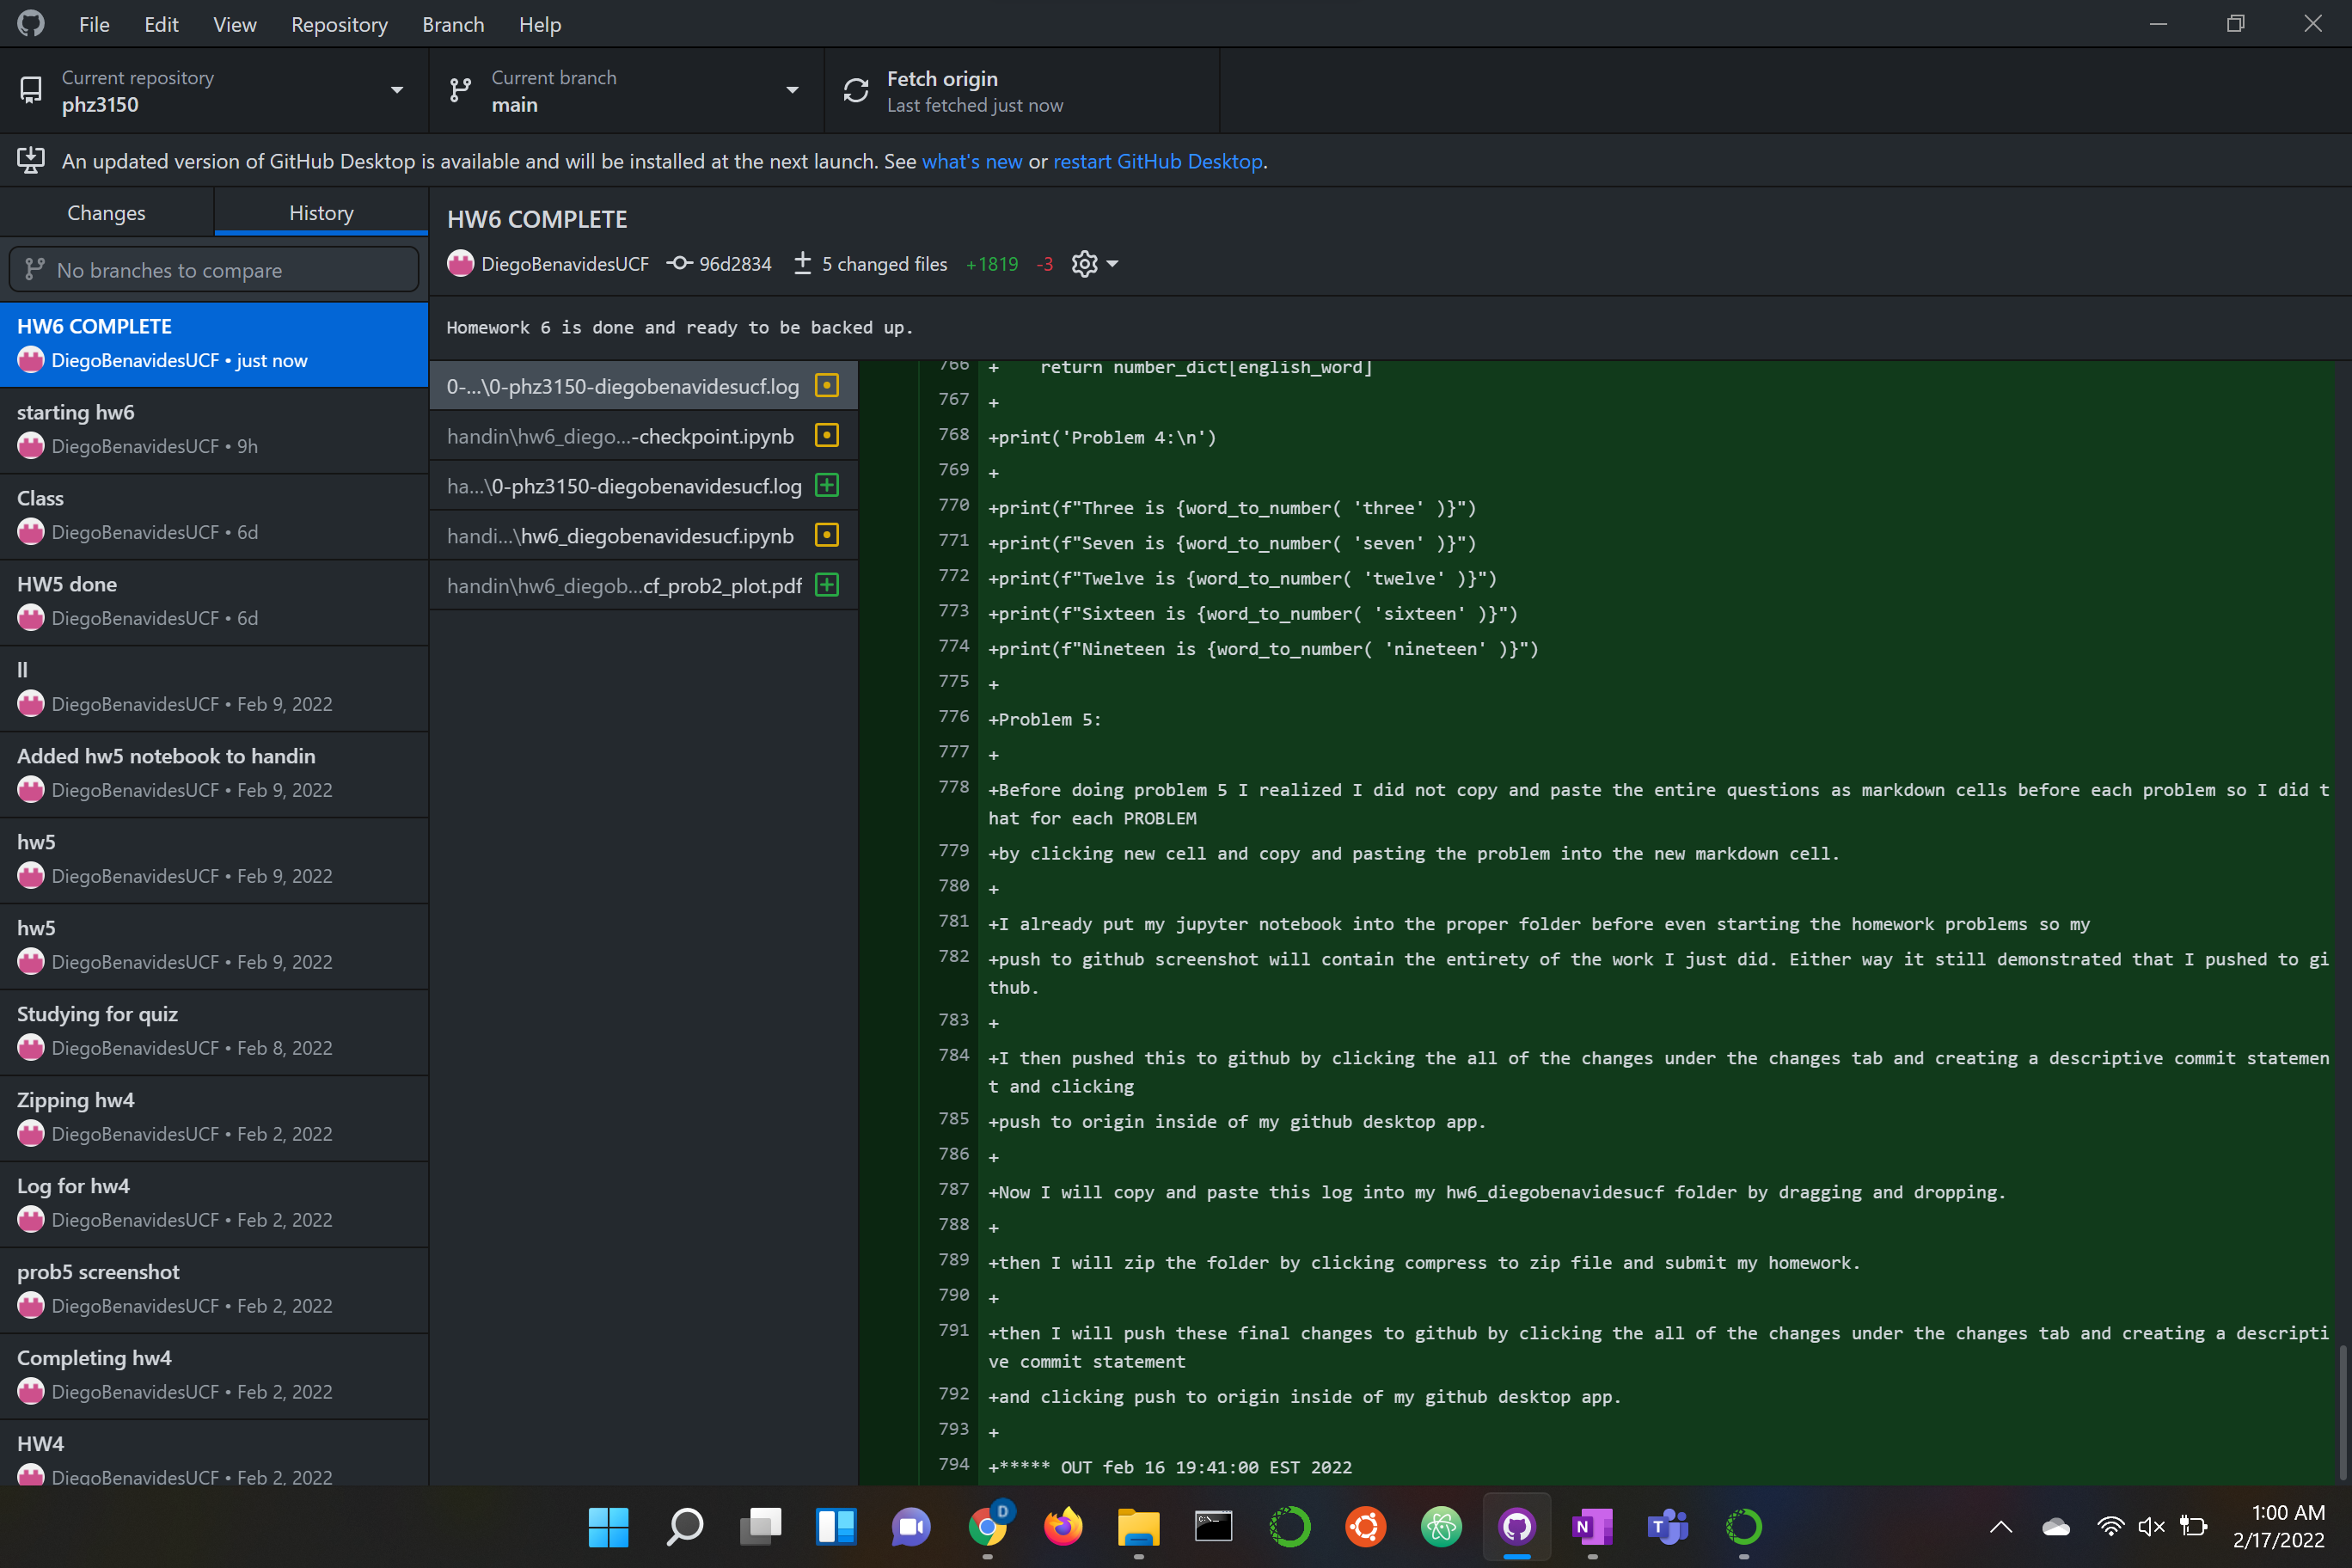 File Edit View Repository Branch Help
Current repository
phz3150
Current branch
main
Fetch origin
Last fetched just now
An updated version of GitHub Desktop is available and will be installed at the next launch. See what's new or restart GitHub Desktop.
Changes
History
No branches to compare
HW6 COMPLETE
DiegoBenavidesUCF • just now
starting hw6
DiegoBenavidesUCF • 9h
Class
DiegoBenavidesUCF • 6d
HW5 done
DiegoBenavidesUCF • 6d
ll
DiegoBenavidesUCF • Feb 9, 2022
Added hw5 notebook to handin
DiegoBenavidesUCF • Feb 9, 2022
hw5
DiegoBenavidesUCF • Feb 9, 2022
hw5
DiegoBenavidesUCF • Feb 9, 2022
Studying for quiz
DiegoBenavidesUCF • Feb 8, 2022
Zipping hw4
DiegoBenavidesUCF • Feb 2, 2022
Log for hw4
DiegoBenavidesUCF • Feb 2, 2022
prob5 screenshot
DiegoBenavidesUCF • Feb 2, 2022
Completing hw4
DiegoBenavidesUCF • Feb 2, 2022
HW4
DiegoBenavidesUCF • Feb 2, 2022
HW6 COMPLETE
DiegoBenavidesUCF 96d2834 5 changed files +1819 -3
Homework 6 is done and ready to be backed up.
0-...\0-phz3150-diegobenavidesucf.log
handin\hw6_diego...-checkpoint.ipynb
ha...\0-phz3150-diegobenavidesucf.log
handi...\hw6_diegobenavidesucf.ipynb
handin\hw6_diegob...cf_prob2_plot.pdf
766 +    return number_dict[english_word]
767 +
768 +print('Problem 4:\n')
769 +
770 +print(f"Three is {word_to_number( 'three' )}")
771 +print(f"Seven is {word_to_number( 'seven' )}")
772 +print(f"Twelve is {word_to_number( 'twelve' )}")
773 +print(f"Sixteen is {word_to_number( 'sixteen' )}")
774 +print(f"Nineteen is {word_to_number( 'nineteen' )}")
775 +
776 +Problem 5:
777 +
778 +Before doing problem 5 I realized I did not copy and paste the entire questions as markdown cells before each problem so I did t
hat for each PROBLEM
779 +by clicking new cell and copy and pasting the problem into the new markdown cell.
780 +
781 +I already put my jupyter notebook into the proper folder before even starting the homework problems so my
782 +push to github screenshot will contain the entirety of the work I just did. Either way it still demonstrated that I pushed to gi
thub.
783 +
784 +I then pushed this to github by clicking the all of the changes under the changes tab and creating a descriptive commit statemen
t and clicking
785 +push to origin inside of my github desktop app.
786 +
787 +Now I will copy and paste this log into my hw6_diegobenavidesucf folder by dragging and dropping.
788 +
789 +then I will zip the folder by clicking compress to zip file and submit my homework.
790 +
791 +then I will push these final changes to github by clicking the all of the changes under the changes tab and creating a descripti
ve commit statement
792 +and clicking push to origin inside of my github desktop app.
793 +
794 +***** OUT feb 16 19:41:00 EST 2022
D
N
T
1:00 AM
2/17/2022